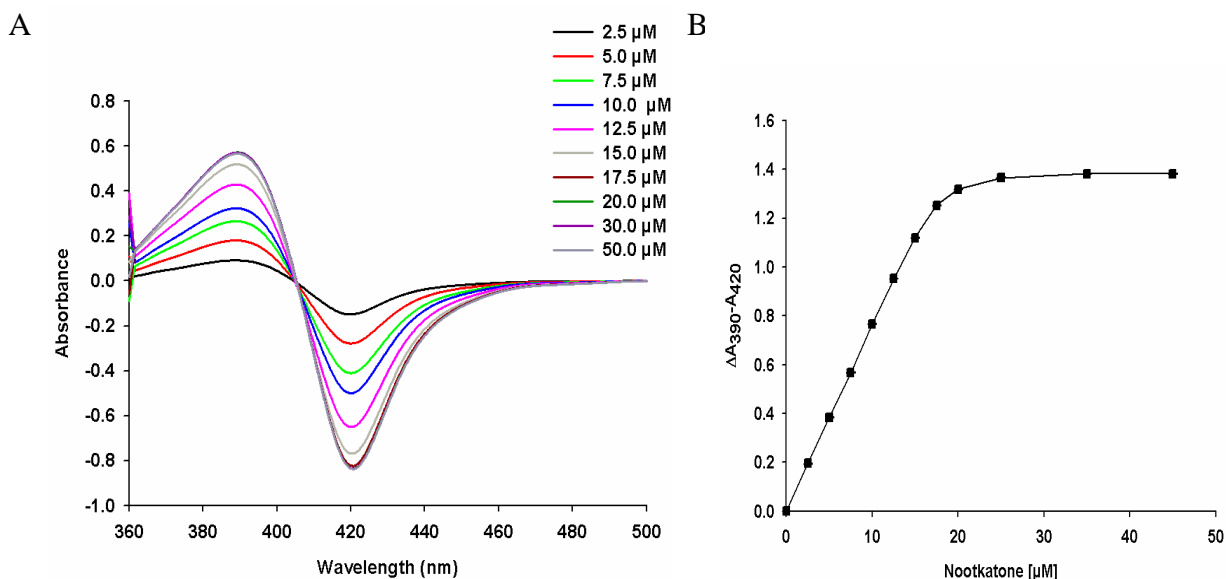 A
2.5 µM
5.0 µM
7.5 µM
10.0 µM
12.5 µM
15.0 µM
17.5 µM
20.0 µM
30.0 µM
50.0 µM
0.8
0.6
0.4
0.2
0.0
-0.2
-0.4
-0.6
-0.8
-1.0
Absorbance
360 380 400 420 440 460 480 500
Wavelength (nm)
B
1.6
1.4
1.2
1.0
0.8
0.6
0.4
0.2
0.0
ΔA390-A420
0 10 20 30 40 50
Nootkatone [µM]